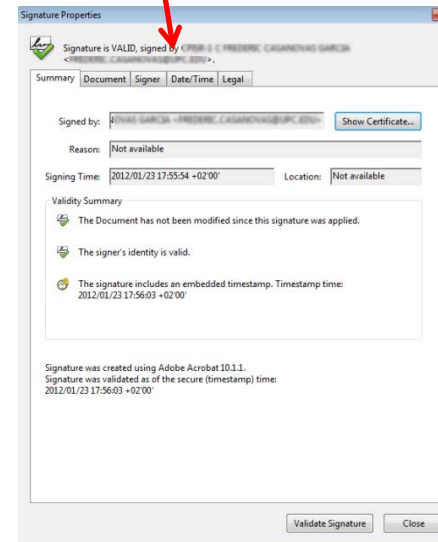 Signature Properties
Signature is VALID, signed by
Summary Document Signer Date/Time Legal
Signed by: Show Certificate...
Reason: Not available
Signing Time: 2012/01/23 17:55:54 +02'00' Location: Not available
Validity Summary
The Document has not been modified since this signature was applied.
The signer's identity is valid.
The signature includes an embedded timestamp. Timestamp time:
2012/01/23 17:56:03 +02'00'
Signature was created using Adobe Acrobat 10.1.1.
Signature was validated as of the secure (timestamp) time:
2012/01/23 17:56:03 +02'00'
Validate Signature Close